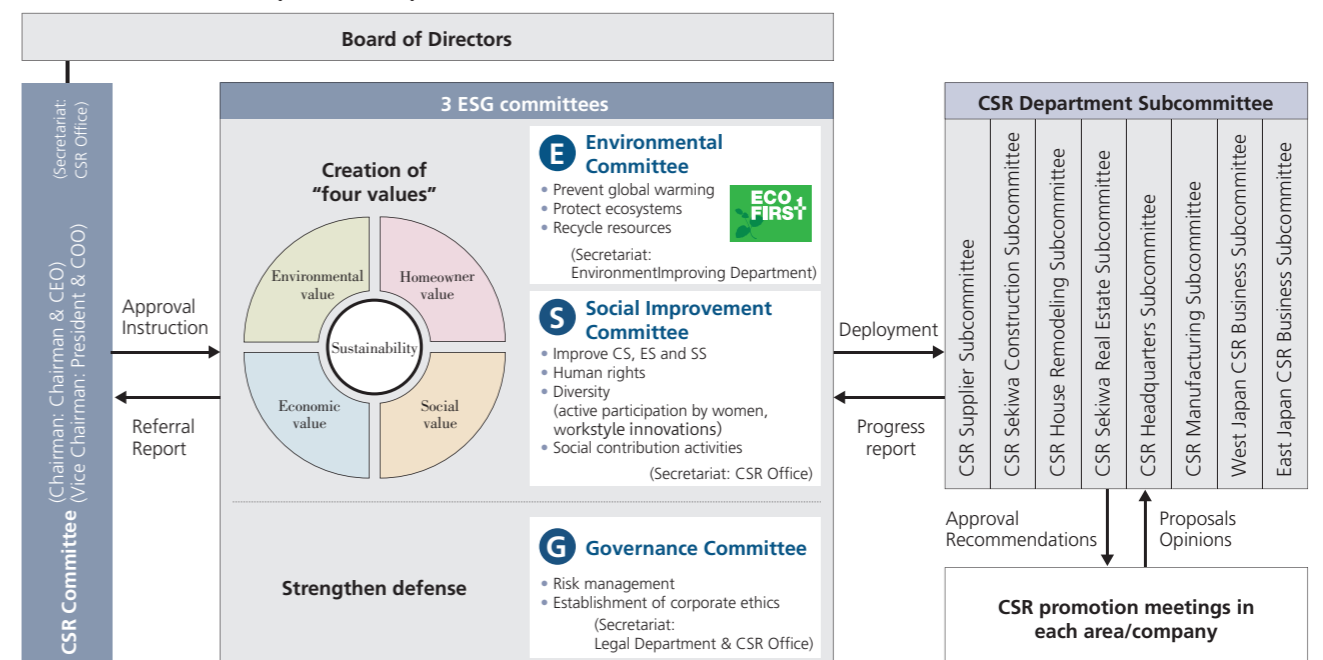 Board of Directors
CSR Committee (Chairman: Chairman & CEO)
(Vice Chairman: President & COO)
(Secretariat:
CSR Office)
Approval
Instruction
Referral
Report
3 ESG committees
Creation of
“four values”
Environmental
value
Homeowner
value
Sustainability
Economic
value
Social
value
E
Environmental
Committee
• Prevent global warming
• Protect ecosystems
• Recycle resources
ECO
FIRST
(Secretariat:
EnvironmentImproving Department)
S
Social Improvement
Committee
• Improve CS, ES and SS
• Human rights
• Diversity
(active participation by women,
workstyle innovations)
• Social contribution activities
(Secretariat: CSR Office)
Strengthen defense
G
Governance Committee
• Risk management
• Establishment of corporate ethics
(Secretariat:
Legal Department & CSR Office)
Deployment
Progress
report
CSR Department Subcommittee
CSR Supplier Subcommittee
CSR Sekiwa Construction Subcommittee
CSR House Remodeling Subcommittee
CSR Sekiwa Real Estate Subcommittee
CSR Headquarters Subcommittee
CSR Manufacturing Subcommittee
West Japan CSR Business Subcommittee
East Japan CSR Business Subcommittee
Approval
Recommendations
Proposals
Opinions
CSR promotion meetings in
each area/company